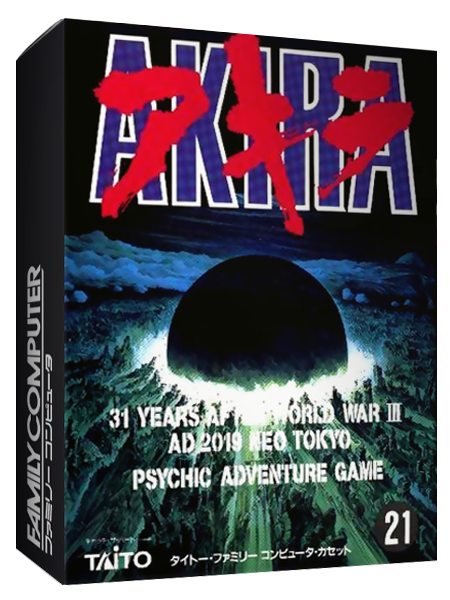 AKIRA
アキラ
31 YEARS AFTER WORLD WAR III
AD 2019 NEO TOKYO
PSYCHIC ADVENTURE GAME
21
TAITO
タイトー・ファミリー コンピュータ・カセット
FAMILY COMPUTER
ファミリー コンピュータ